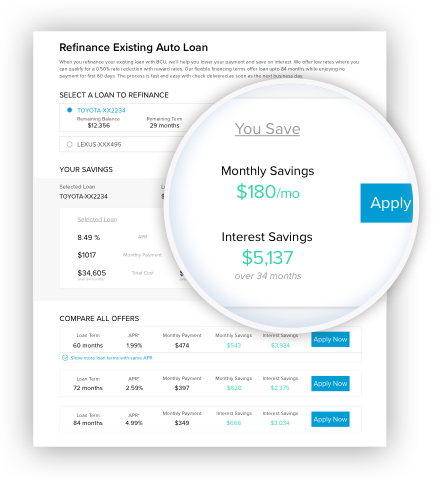 Refinance Existing Auto Loan
When you refinance your existing loan with BCU, we'll help you lower your payment and save on interest. We offer low rates where you
can qualify for a 0.50% rate reduction with reward rates. Our flexible financing terms offer loan upto 84 months while enjoying no
payment for first 60 days. The process is fast and easy with check delivered as soon as the next business day
SELECT A LOAN TO REFINANCE
TOYOTA-XX2234
Remaining Balance Remaining Term
$12,356 29 months
LEXUS-XXX495
You Save
Monthly Savings
$180/mo
Apply
Interest Savings
$5,137
over 34 months
YOUR SAVINGS
Selected Loan
TOYOTA-XX2234
Selected Loan
8.49 % APR
$1017 Monthly Payment
$34,605 Total Cost
COMPARE ALL OFFERS
Loan Term APR* Monthly Payment Monthly Savings Interest Savings
60 months 1.99% $474 $543 $3,934 Apply Now
Show more loan terms with same APR
Loan Term APR* Monthly Payment Monthly Savings Interest Savings
72 months 2.59% $397 $620 $2,375 Apply Now
Loan Term APR* Monthly Payment Monthly Savings Interest Savings
84 months 4.99% $349 $668 $3,034 Apply Now